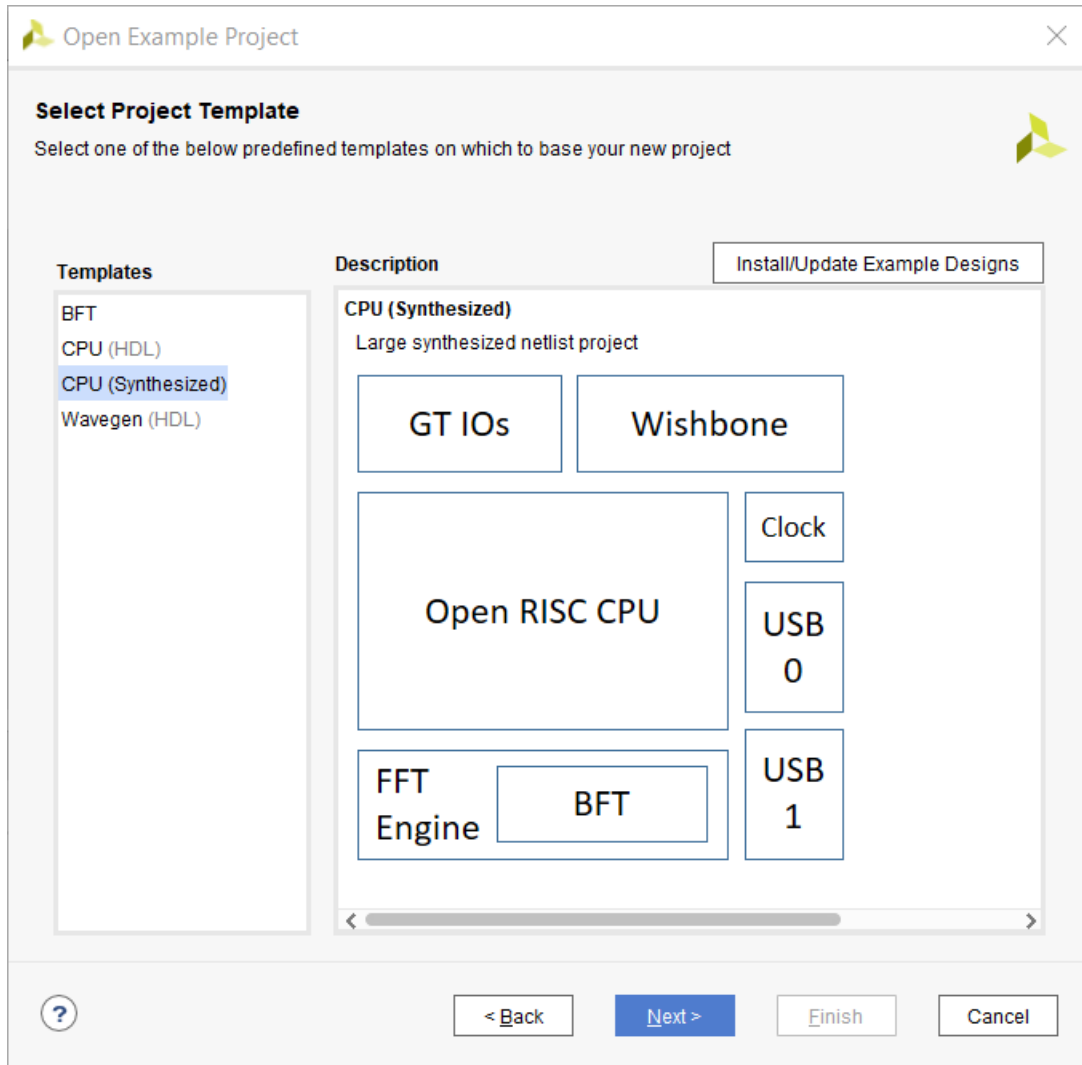 Open Example Project
Select Project Template
Select one of the below predefined templates on which to base your new project
Templates
BFT
CPU (HDL)
CPU (Synthesized)
Wavegen (HDL)
Description
Install/Update Example Designs
CPU (Synthesized)
Large synthesized netlist project
GT IOs
Wishbone
Open RISC CPU
Clock
USB
0
FFT
Engine
BFT
USB
1
?
< Back
Next >
Finish
Cancel